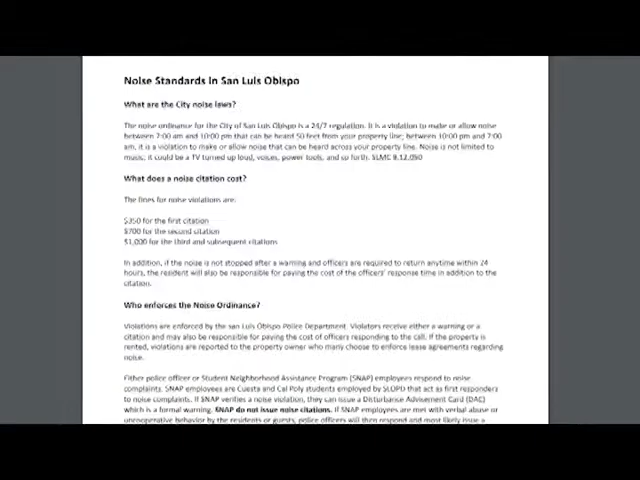 Noise Standards in San Luis Obispo
What are the City noise laws?
The noise ordinance for the City of San Luis Obispo is a 24/7 regulation. It is a violation to make or allow noise
between 7:00 am and 10:00 pm that can be heard 50 feet from your property line; between 10:00 pm and 7:00
am, it is a violation to make or allow noise that can be heard across your property line. Noise is not limited to
music; it could be a TV turned up loud, voices, power tools, and so forth. SLMC 9.12.050
What does a noise citation cost?
The fines for noise violations are:
$350 for the first citation
$700 for the second citation
$1,000 for the third and subsequent citations
In addition, if the noise is not stopped after a warning and officers are required to return anytime within 24
hours, the resident will also be responsible for paying the cost of the officers' response time in addition to the
citation.
Who enforces the Noise Ordinance?
Violations are enforced by the San Luis Obispo Police Department. Violators receive either a warning or a
citation and may also be responsible for paying the cost of officers responding to the call. If the property is
rented, violations are reported to the property owner who many choose to enforce lease agreements regarding
noise.
Either police officer or Student Neighborhood Assistance Program (SNAP) employees respond to noise
complaints. SNAP employees are Cuesta and Cal Poly students employed by SLOPD that act as first responders
to noise complaints. If SNAP verifies a noise violation, they can issue a Disturbance Advisement Card (DAC)
which is a formal warning. SNAP do not issue noise citations. If SNAP employees are met with verbal abuse or
uncooperative behavior by the residents or guests, police officers will then respond and most likely issue a